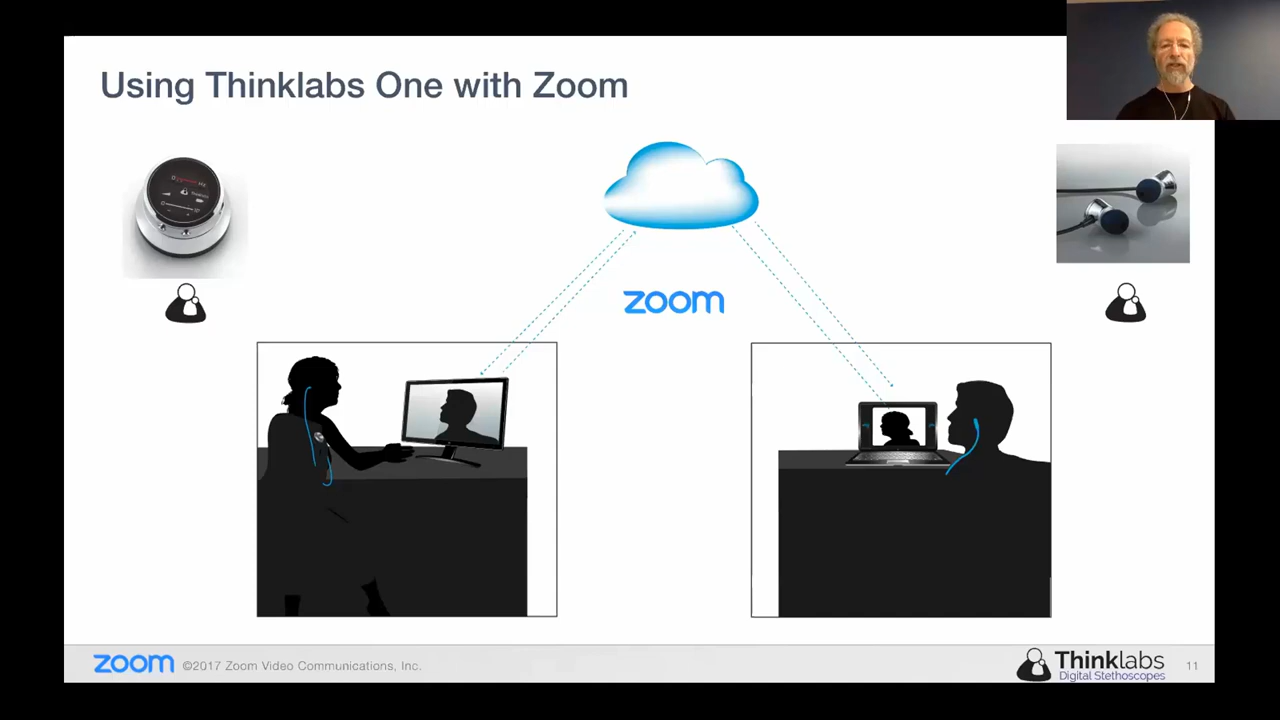 Using Thinklabs One with Zoom
zoom
zoom ©2017 Zoom Video Communications, Inc.
Thinklabs
Digital Stethoscopes
11